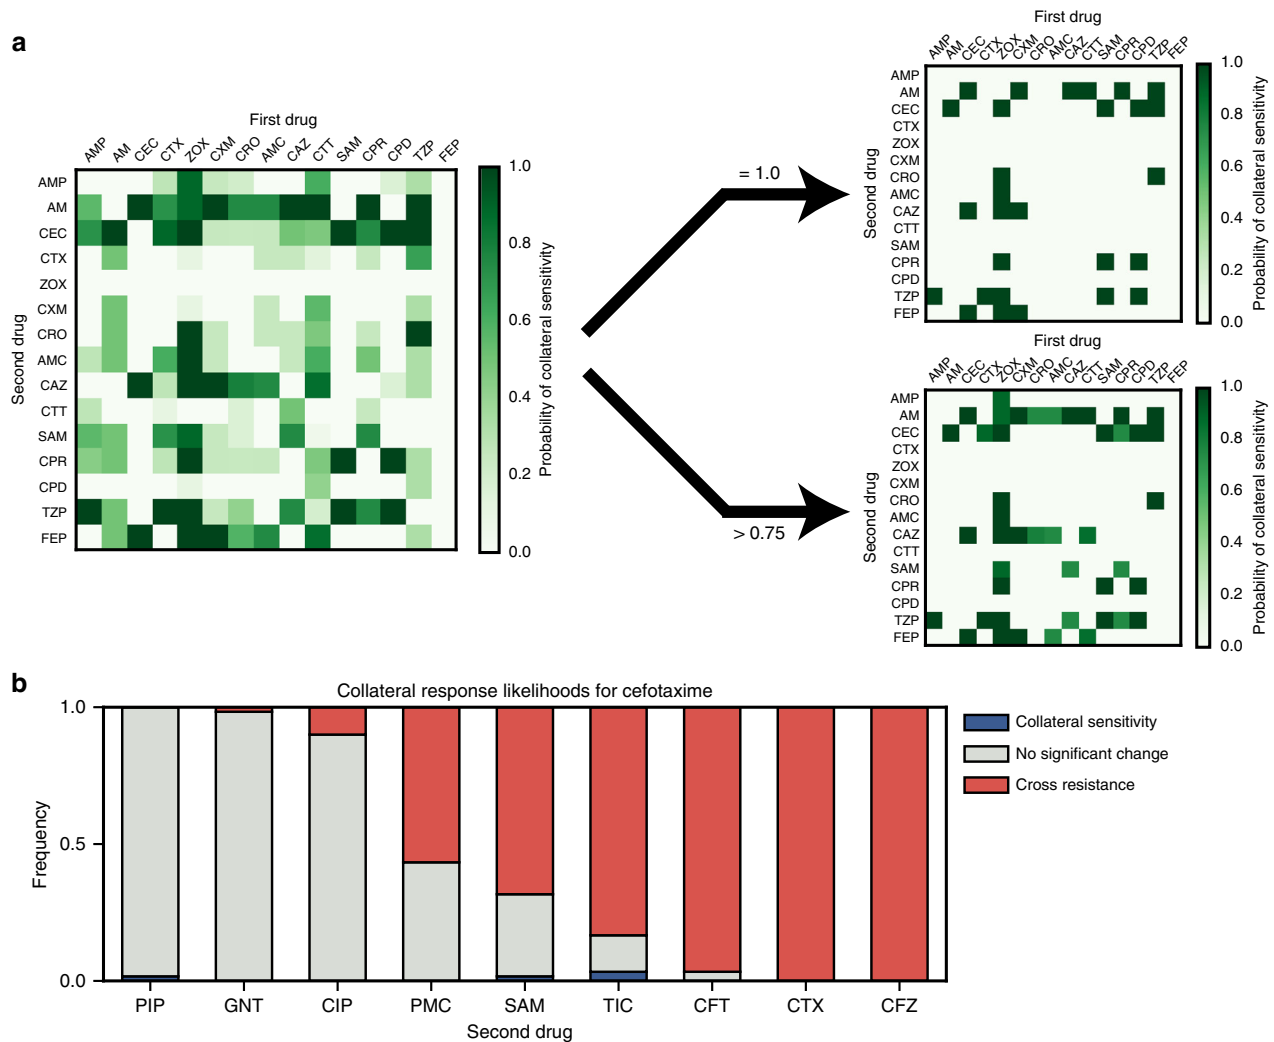 a
First drug
AMP AM CEC CTX ZOX CXM CRO AMC CAZ CTT SAM CPR CPD TZP FEP
Second drug
AMP
AM
CEC
CTX
ZOX
CXM
CRO
AMC
CAZ
CTT
SAM
CPR
CPD
TZP
FEP
1.0
0.8
0.6
0.4
0.2
0.0
Probability of collateral sensitivity
= 1.0
> 0.75
First drug
AMP AM CEC CTX ZOX CXM CRO AMC CAZ CTT SAM CPR CPD TZP FEP
Second drug
AMP
AM
CEC
CTX
ZOX
CXM
CRO
AMC
CAZ
CTT
SAM
CPR
CPD
TZP
FEP
1.0
0.8
0.6
0.4
0.2
0.0
Probability of collateral sensitivity
First drug
AMP AM CEC CTX ZOX CXM CRO AMC CAZ CTT SAM CPR CPD TZP FEP
Second drug
AMP
AM
CEC
CTX
ZOX
CXM
CRO
AMC
CAZ
CTT
SAM
CPR
CPD
TZP
FEP
1.0
0.8
0.6
0.4
0.2
0.0
Probability of collateral sensitivity
b
Collateral response likelihoods for cefotaxime
Frequency
1.0
0.5
0.0
PIP GNT CIP PMC SAM TIC CFT CTX CFZ
Second drug
Collateral sensitivity
No significant change
Cross resistance